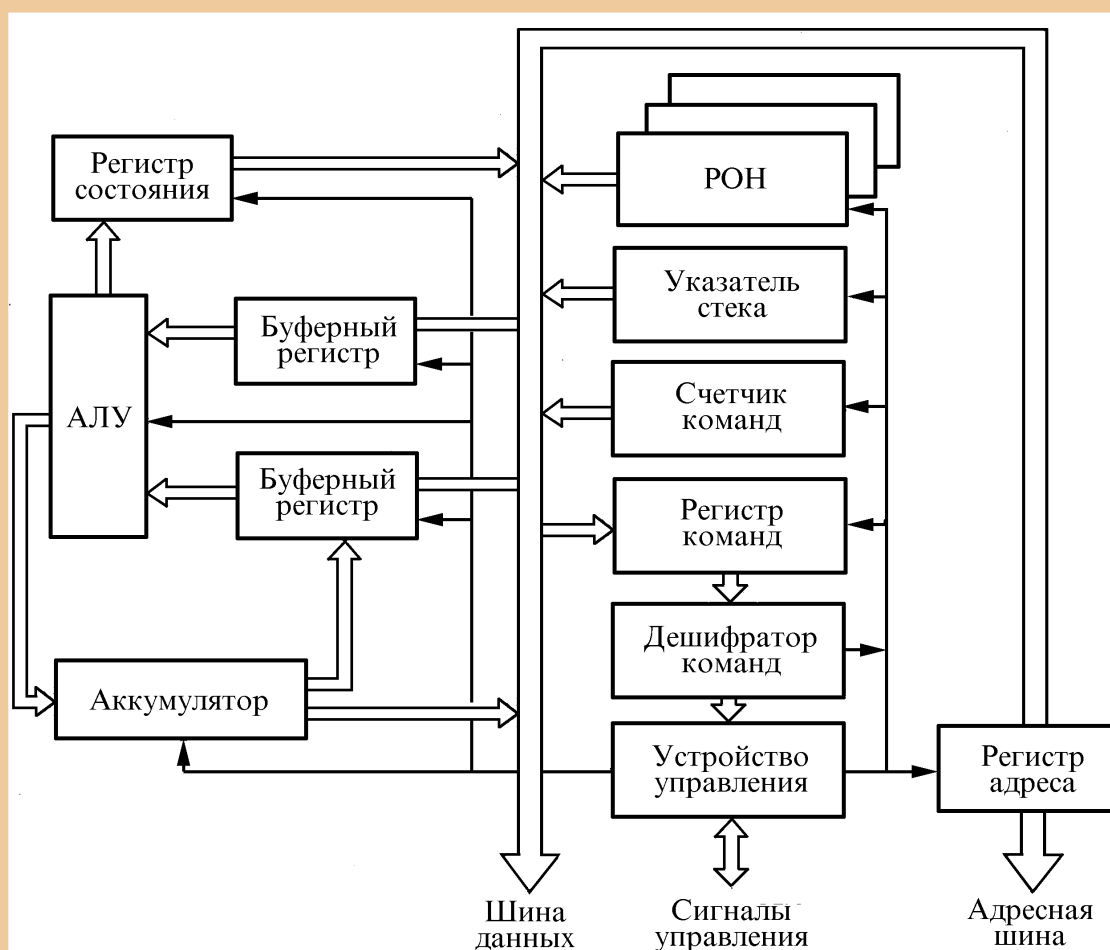 Регистр
состояния
РОН
Указатель
стека
Буферный
регистр
АЛУ
Счетчик
команд
Буферный
регистр
Регистр
команд
Дешифратор
команд
Аккумулятор
Устройство
управления
Регистр
адреса
Шина
данных
Сигналы
управления
Адресная
шина